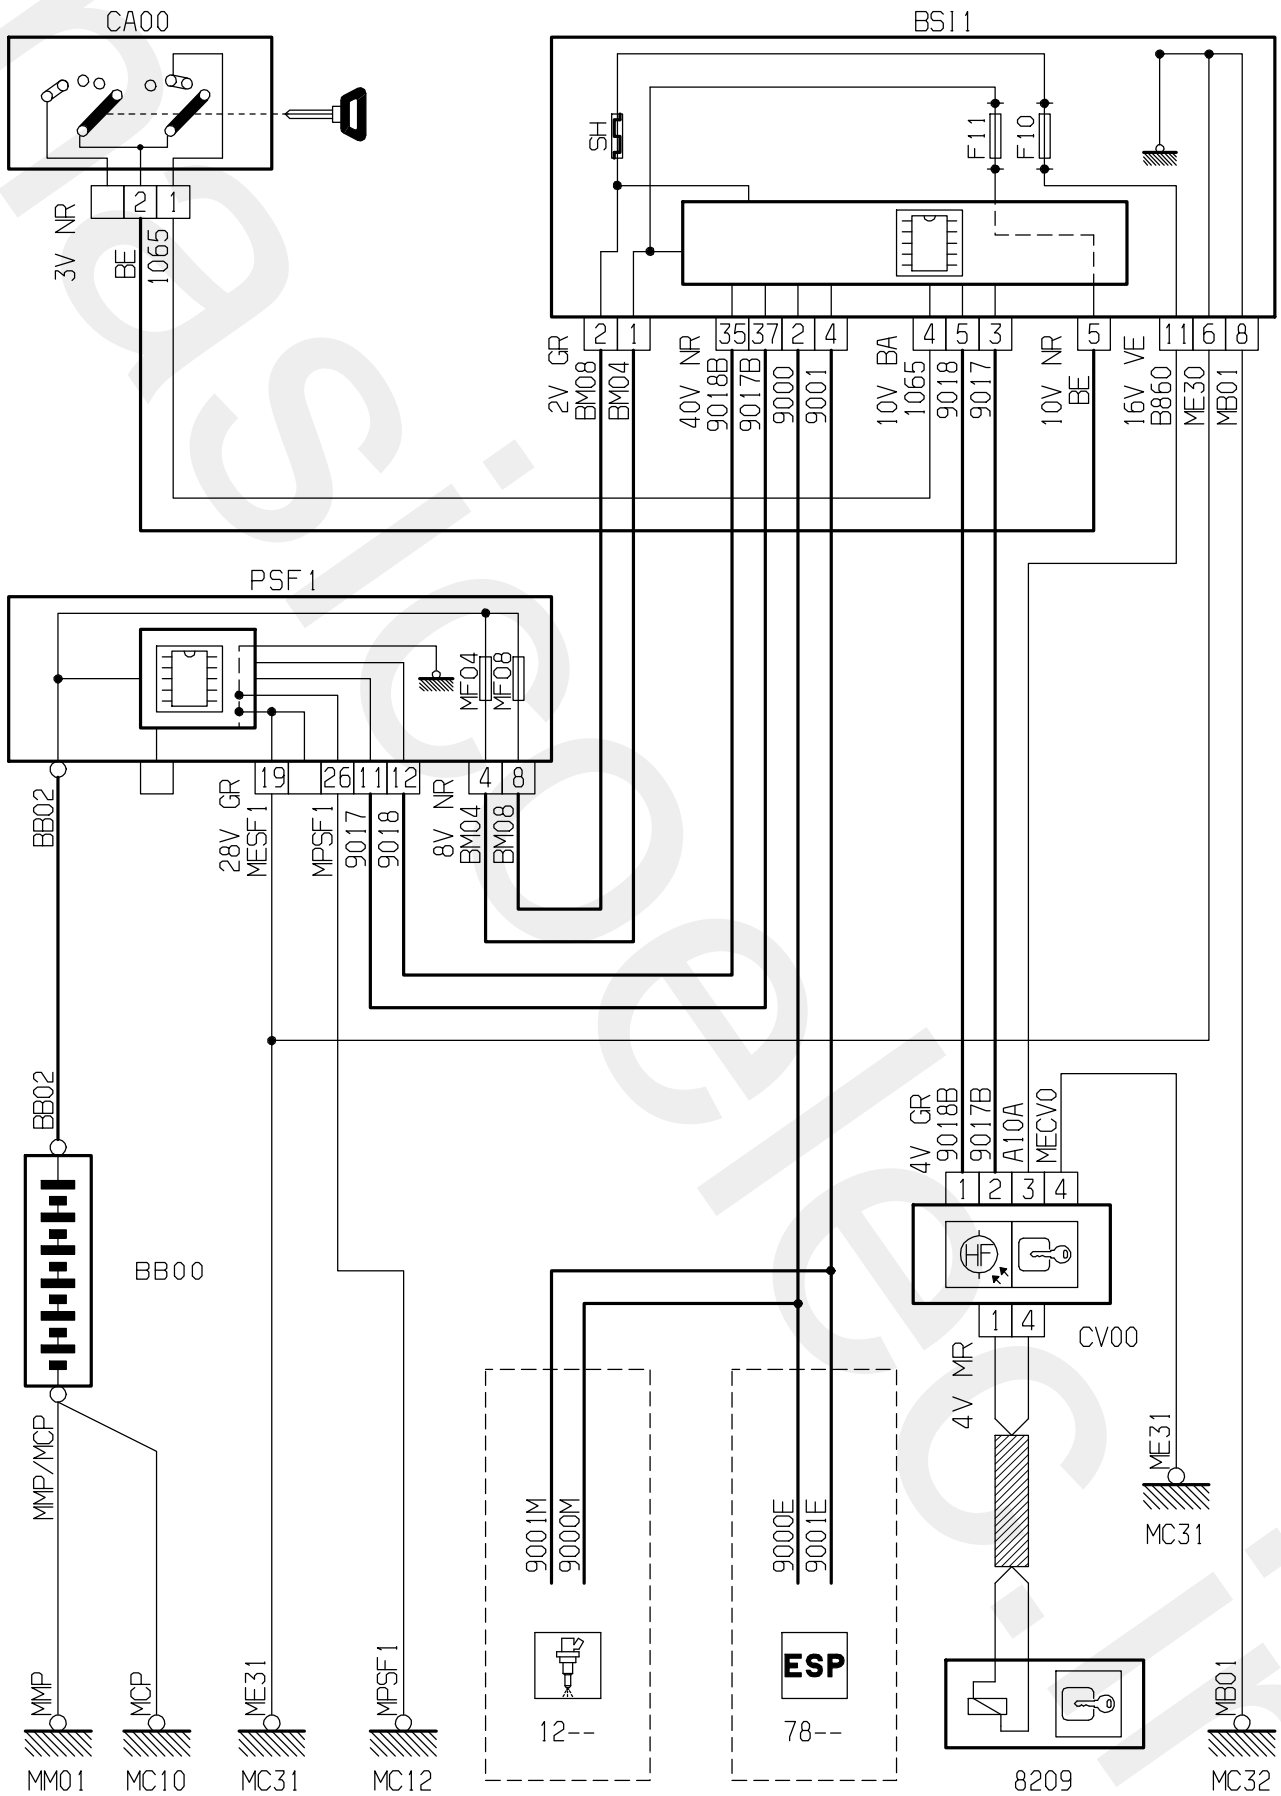 CA00
BSI1
SH
F11
F10
2
1
3V NR
BE
1065
2
1
35
37
2
4
4
5
3
5
11
6
8
2V GR
BM08
BM04
40V NR
9018B
9017B
9000
9001
10V BA
1065
9018
9017
10V NR
BE
16V VE
B860
ME30
MB01
PSF1
MF04
MF08
19
26
11
12
4
8
BB02
28V GR
MESF1
MPSF1
9017
9018
8V NR
BM04
BM08
BB02
4V GR
9018B
9017B
A10A
MECV0
1
2
3
4
HF
BB00
1
4
CV00
4V MR
MMP/MCP
ME31
MC31
9001M
9000M
9000E
9001E
MMP
MCP
ME31
MPSF1
ESP
MB01
12--
78--
MM01
MC10
MC31
MC12
8209
MC32